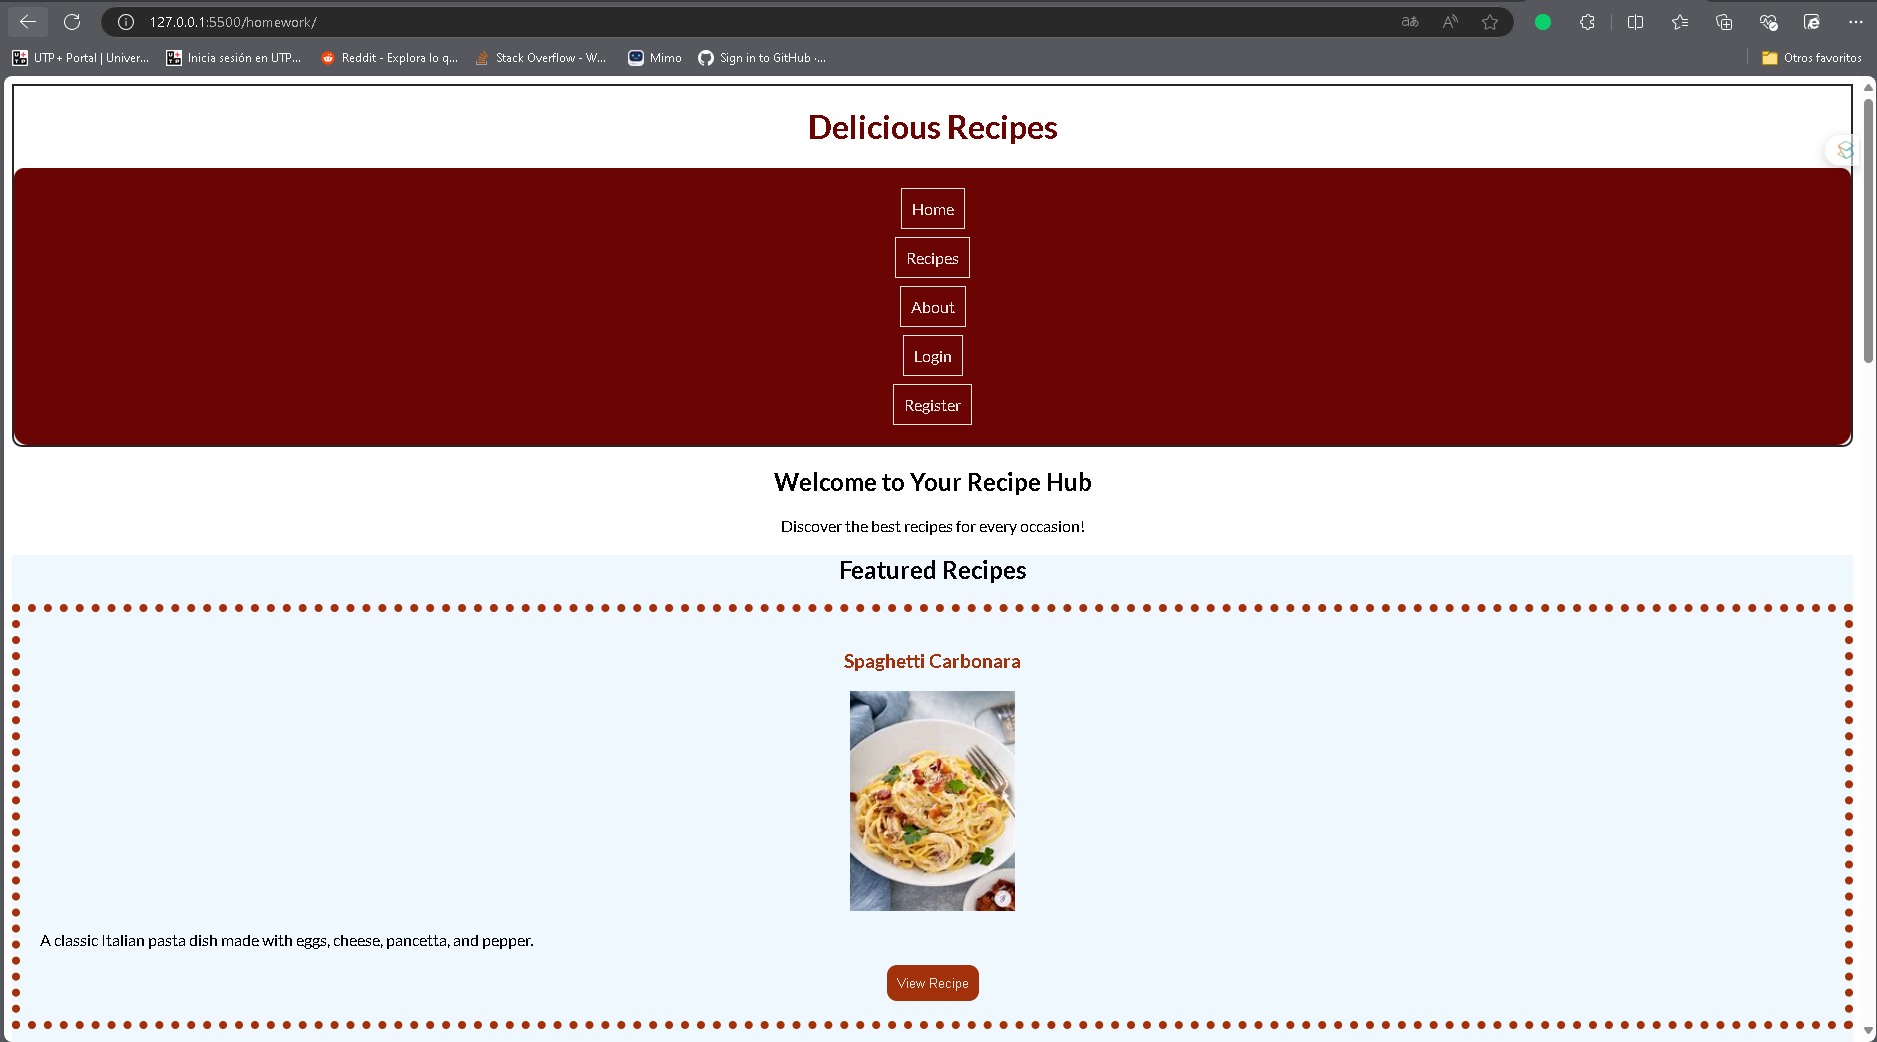 127.0.0.1:5500/homework/
UTP+ Portal | Univer... Inicia sesión en UTP... Reddit - Explora lo q... Stack Overflow - W... Mimo Sign in to GitHub ·... Otros favoritos
Delicious Recipes
Home
Recipes
About
Login
Register
Welcome to Your Recipe Hub
Discover the best recipes for every occasion!
Featured Recipes
Spaghetti Carbonara
A classic Italian pasta dish made with eggs, cheese, pancetta, and pepper.
View Recipe